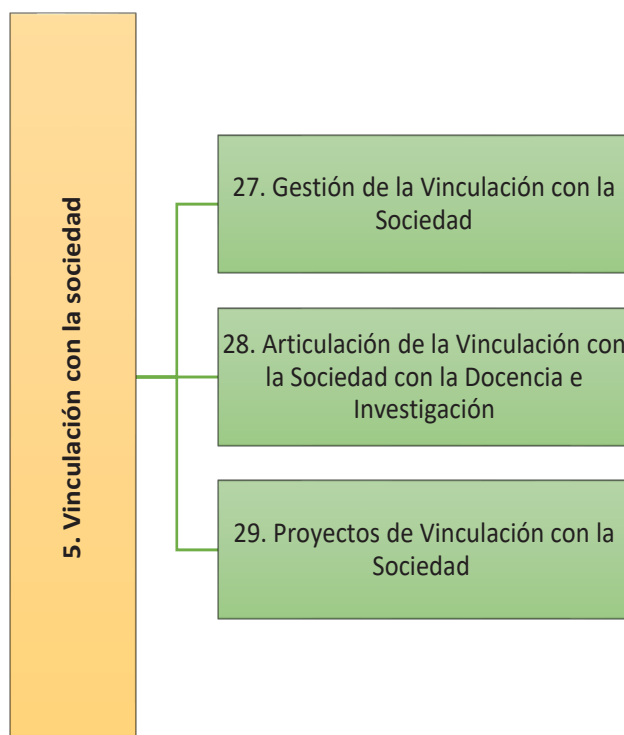 5. Vinculación con la sociedad
27. Gestión de la Vinculación con la
Sociedad
28. Articulación de la Vinculación con
la Sociedad con la Docencia e
Investigación
29. Proyectos de Vinculación con la
Sociedad